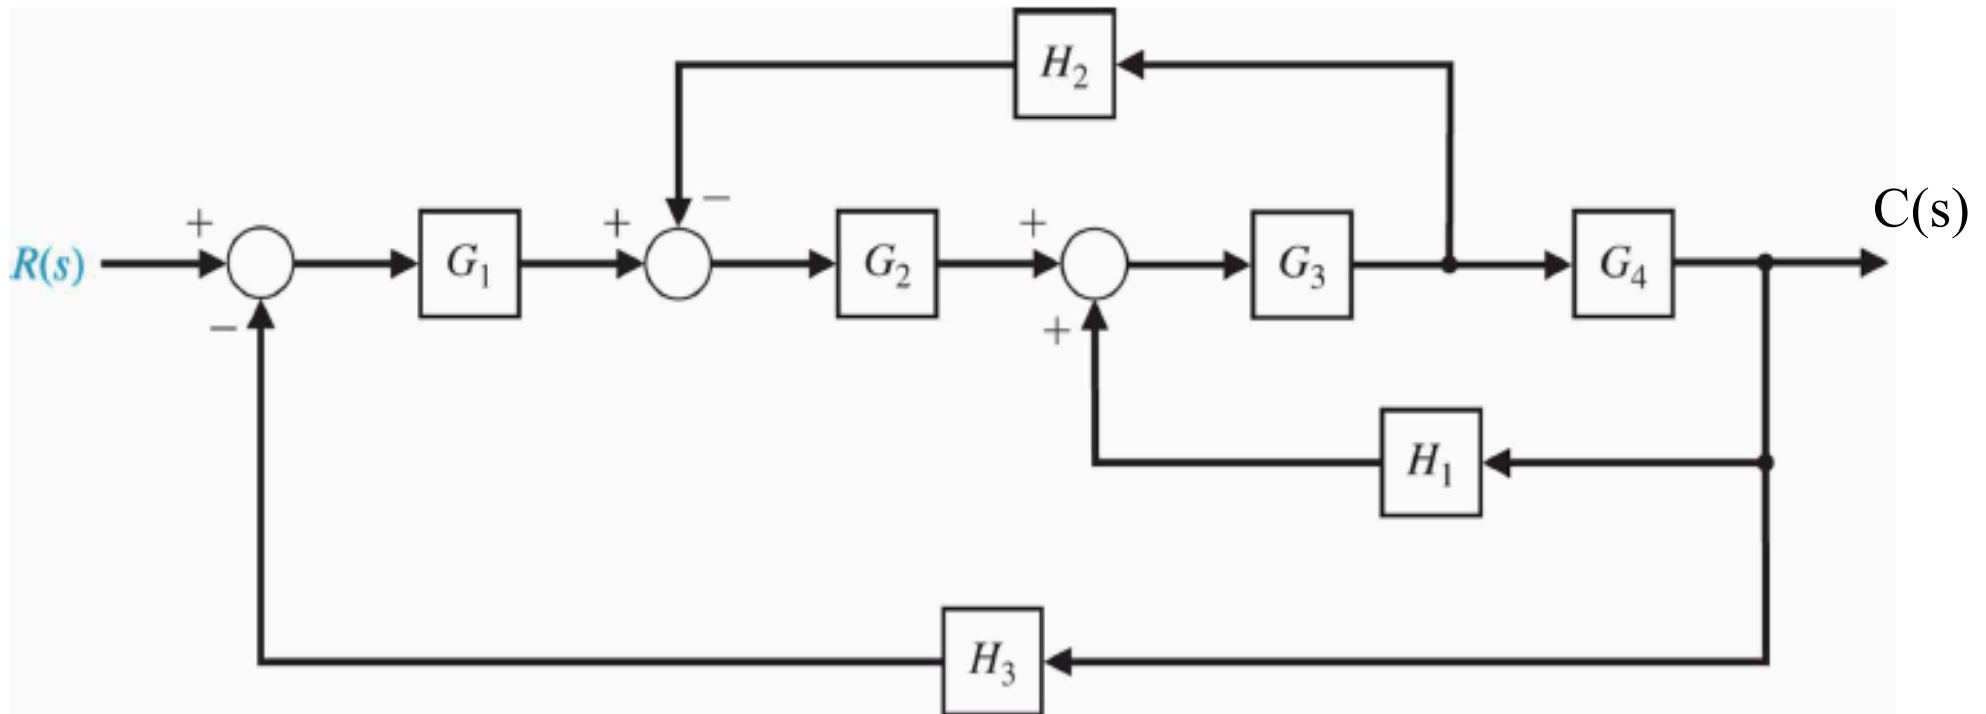 H₂
C(s)
+ + − +
R(s) G₁ G₂ G₃ G₄
− +
H₁
H₃